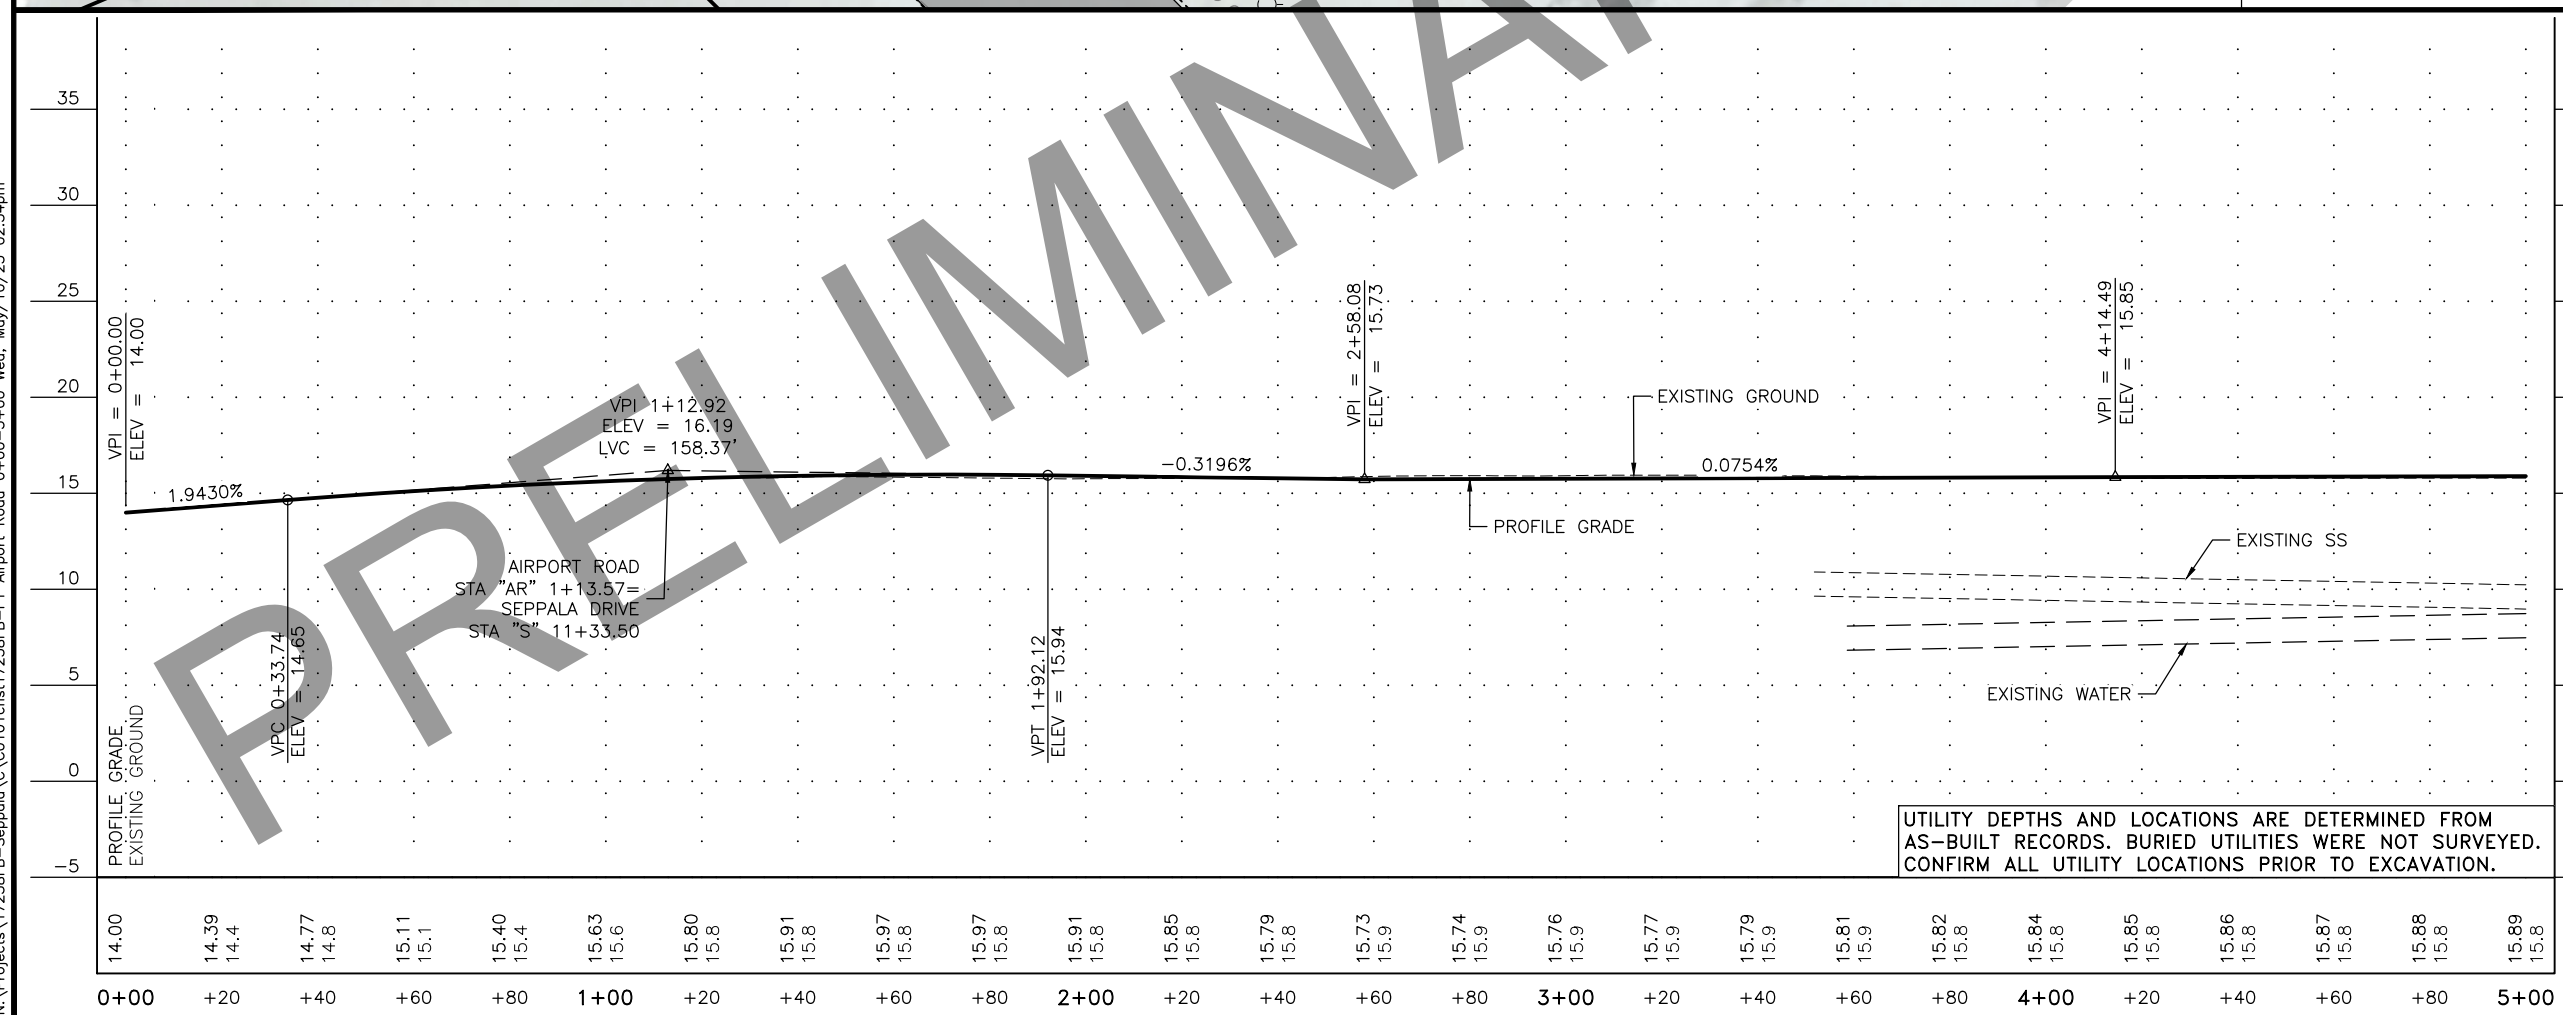 PRELIMINA
35
30
25
20
15
10
5
0
-5
VPI = 0+00.00
ELEV = 14.00
1.9430%
VPC 0+33.74
ELEV = 14.65
VPI 1+12.92
ELEV = 16.19
LVC = 158.37'
AIRPORT ROAD
STA "AR" 1+13.57=
SEPPALA DRIVE
STA "S" 11+33.50
VPT 1+92.12
ELEV = 15.94
-0.3196%
VPI = 2+58.08
ELEV = 15.73
EXISTING GROUND
0.0754%
PROFILE GRADE
VPI = 4+14.49
ELEV = 15.85
EXISTING SS
EXISTING WATER
PROFILE GRADE
EXISTING GROUND
UTILITY DEPTHS AND LOCATIONS ARE DETERMINED FROM
AS-BUILT RECORDS. BURIED UTILITIES WERE NOT SURVEYED.
CONFIRM ALL UTILITY LOCATIONS PRIOR TO EXCAVATION.
14.00
14.39
14.4
14.77
14.8
15.11
15.1
15.40
15.4
15.63
15.6
15.80
15.8
15.91
15.8
15.97
15.8
15.97
15.8
15.91
15.8
15.85
15.8
15.79
15.8
15.73
15.9
15.74
15.9
15.76
15.9
15.77
15.9
15.79
15.9
15.81
15.9
15.82
15.8
15.84
15.8
15.85
15.8
15.86
15.8
15.87
15.8
15.88
15.8
15.89
15.8
0+00 +20 +40 +60 +80 1+00 +20 +40 +60 +80 2+00 +20 +40 +60 +80 3+00 +20 +40 +60 +80 4+00 +20 +40 +60 +80 5+00